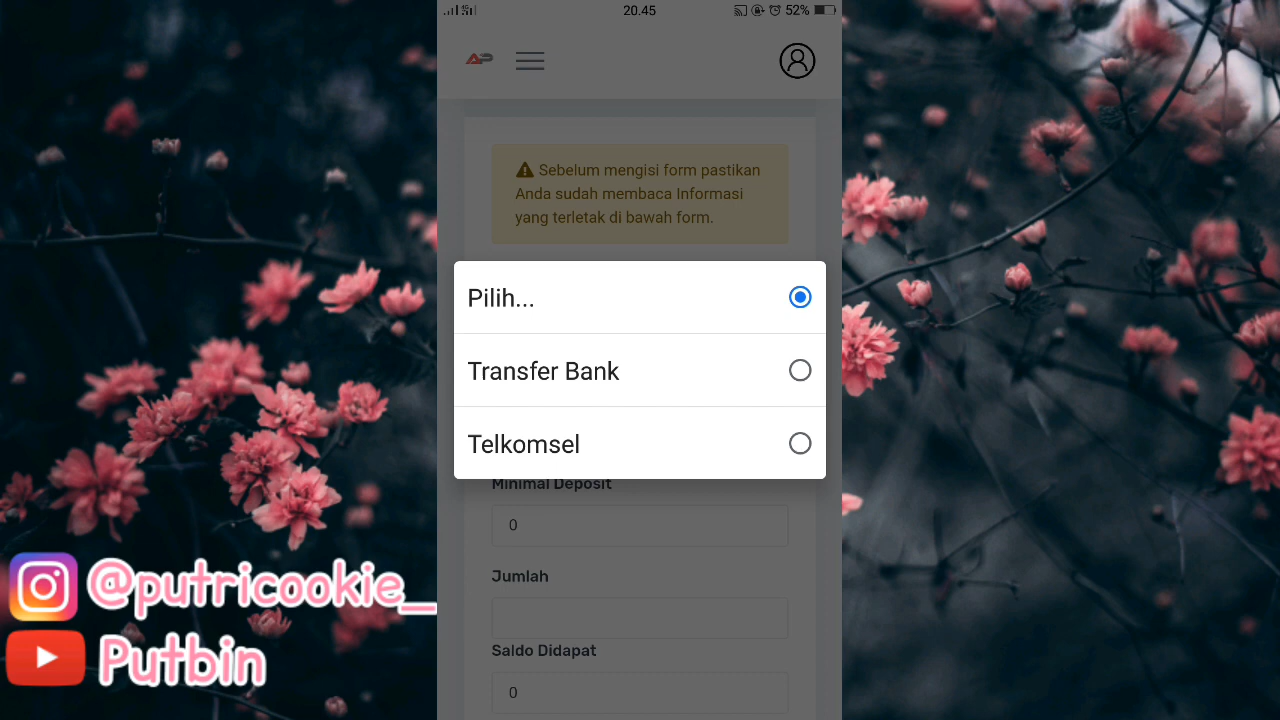 20.45
52%
Sebelum mengisi form pastikan
Anda sudah membaca Informasi
yang terletak di bawah form.
Pilih...
Transfer Bank
Telkomsel
Minimal Deposit
0
Jumlah
Saldo Didapat
0
@putricookie_
Putbin